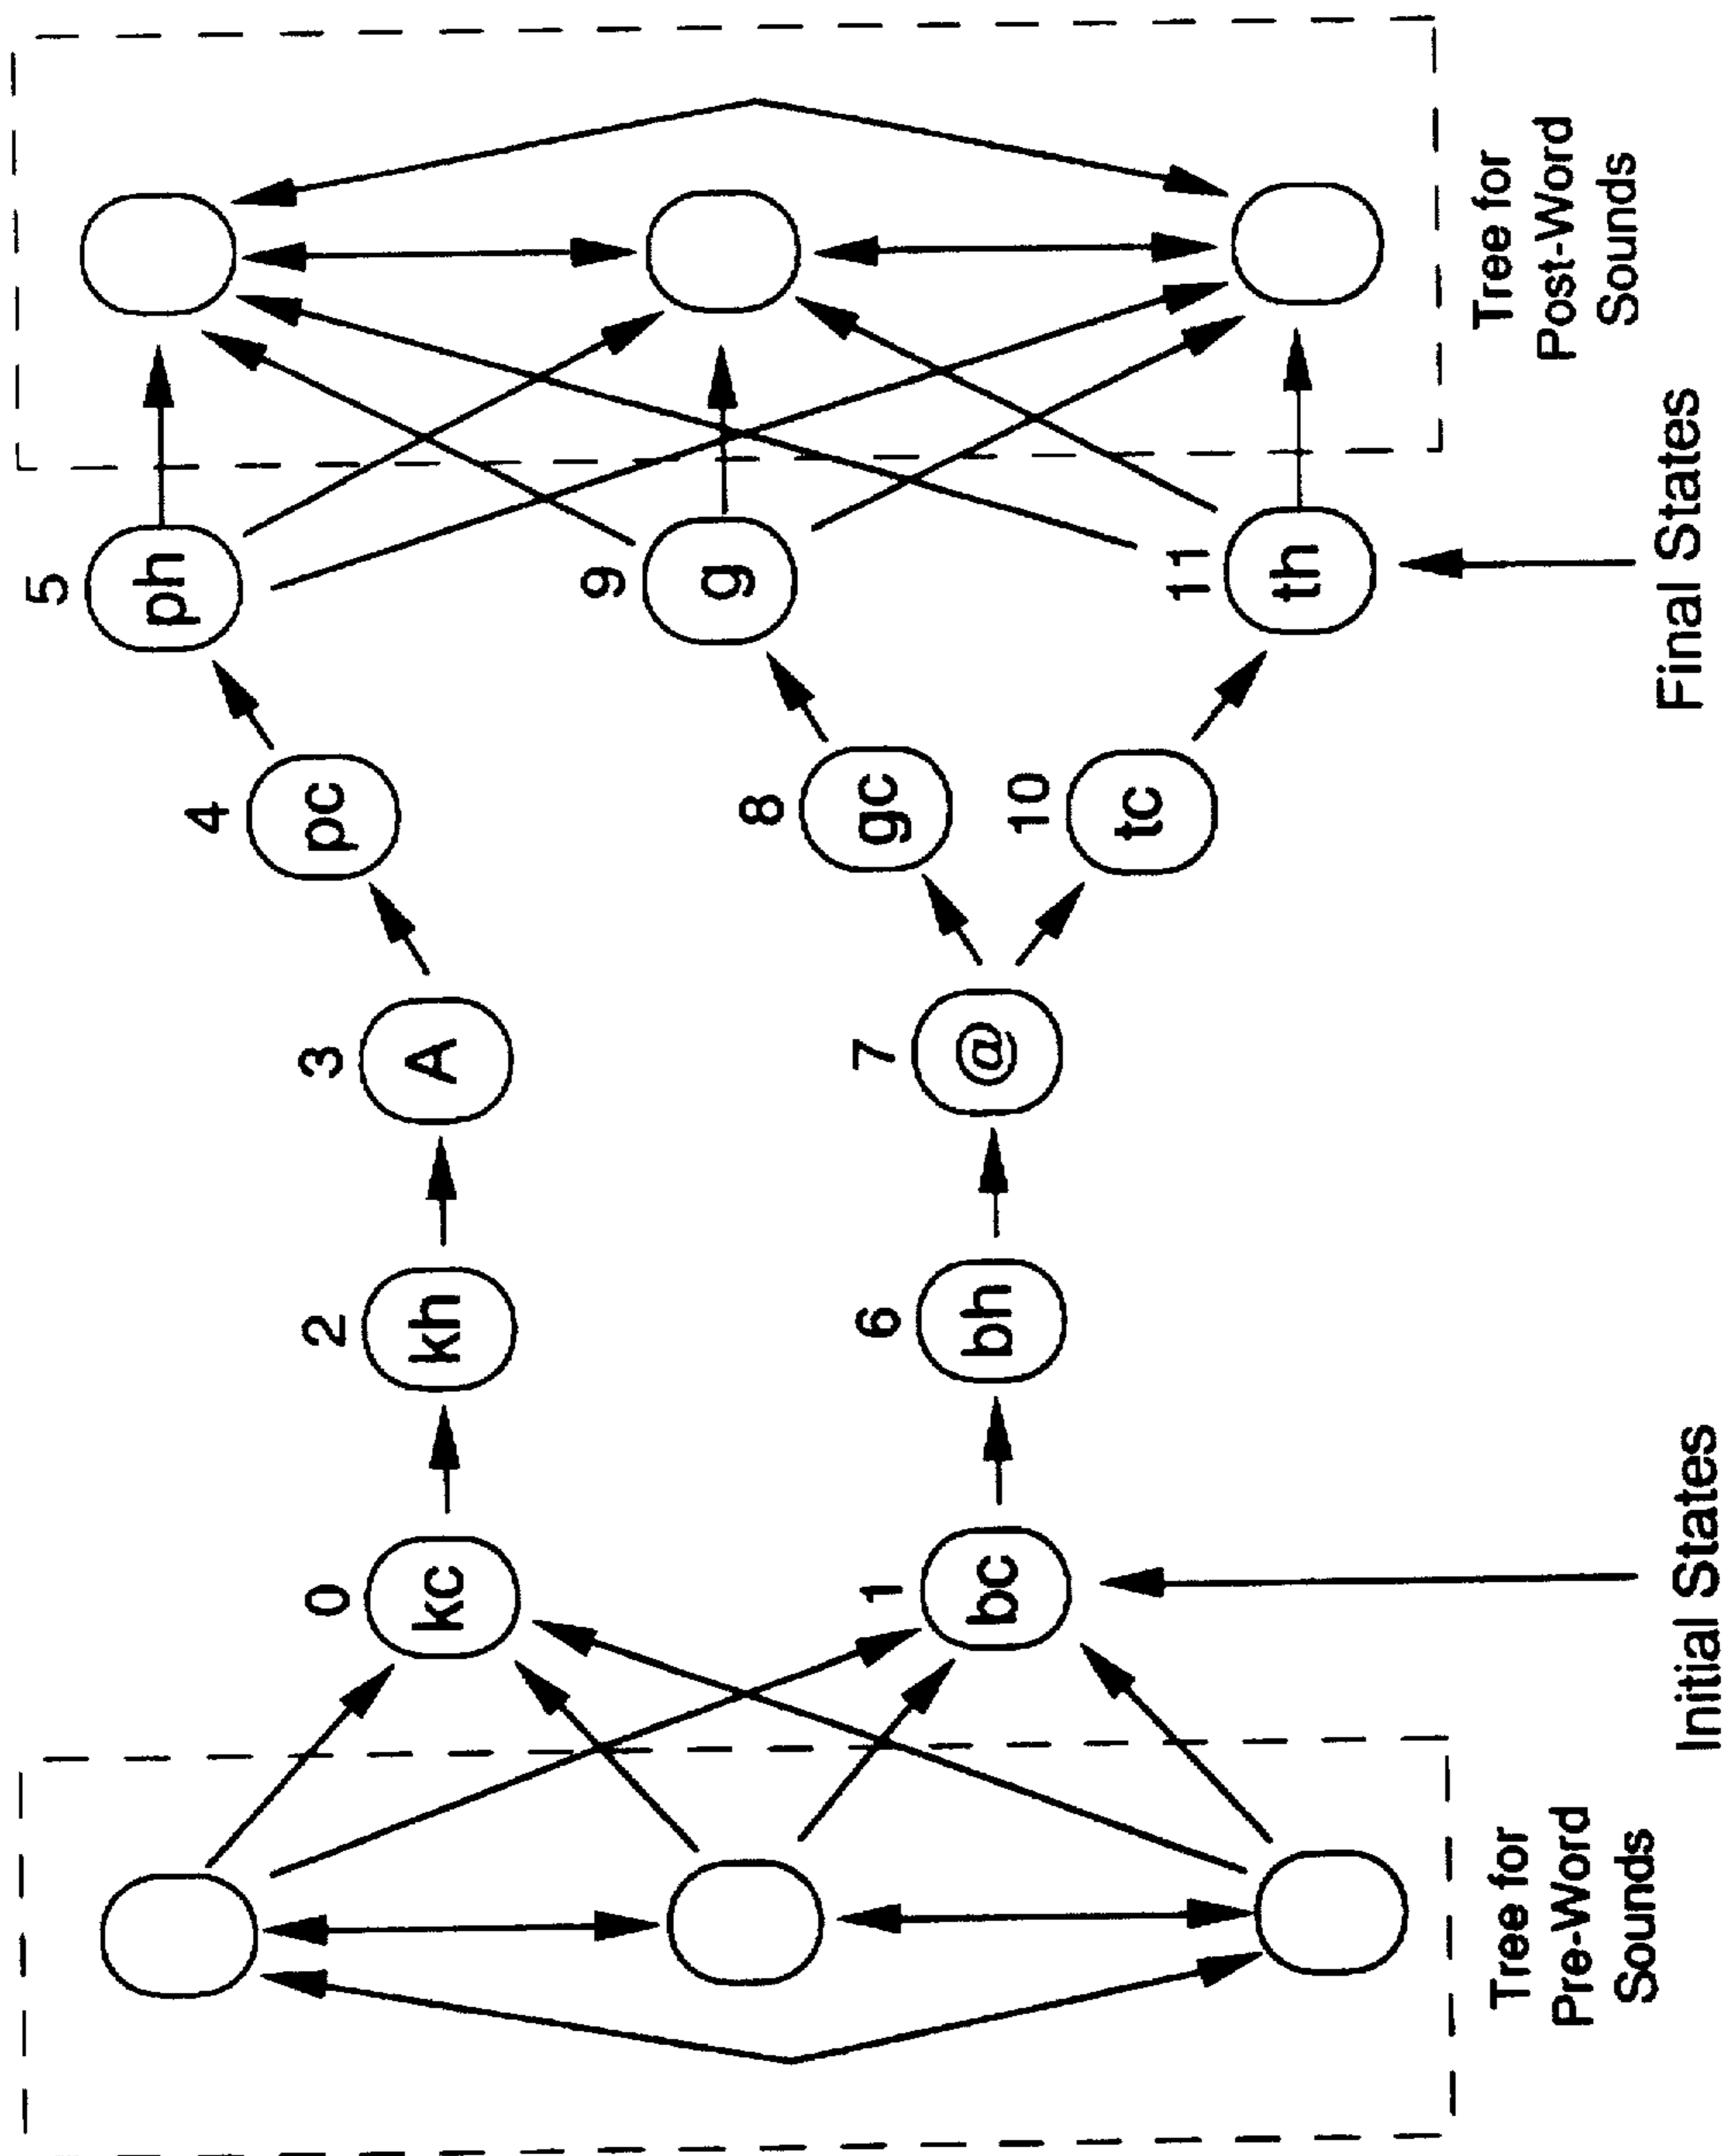 5
ph
4
pc
0 2 3
kc kh A
9
g
8
gc
1 6 7
bc bh @
10
tc
11
th
Tree for
Pre-Word
Sounds
Initial States
Final States
Tree for
Post-Word
Sounds